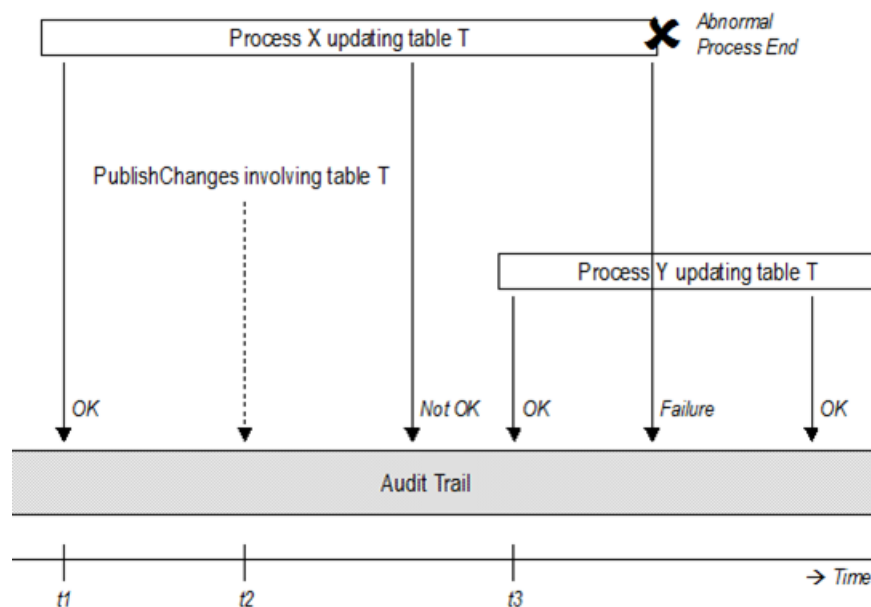 Process X updating table T
Abnormal
Process End
PublishChanges involving table T
Process Y updating table T
OK
Not OK
OK
Failure
OK
Audit Trail
→ Time
t1
t2
t3